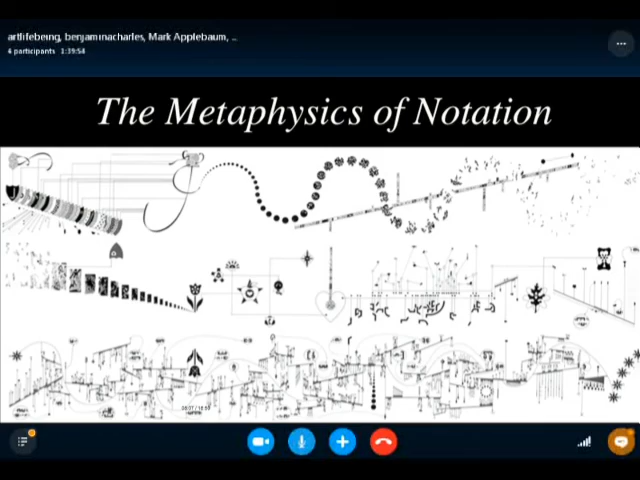 artlifebeing, benjaminacharles, Mark Applebaum, ...
4 participants 1:39:54
The Metaphysics of Notation